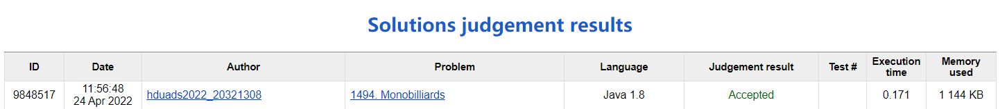 Solutions judgement results
ID Date Author Problem Language Judgement result Test # Execution time Memory used
9848517 11:56:48 24 Apr 2022 hduads2022_20321308 1494. Monobilliards Java 1.8 Accepted 0.171 1 144 KB